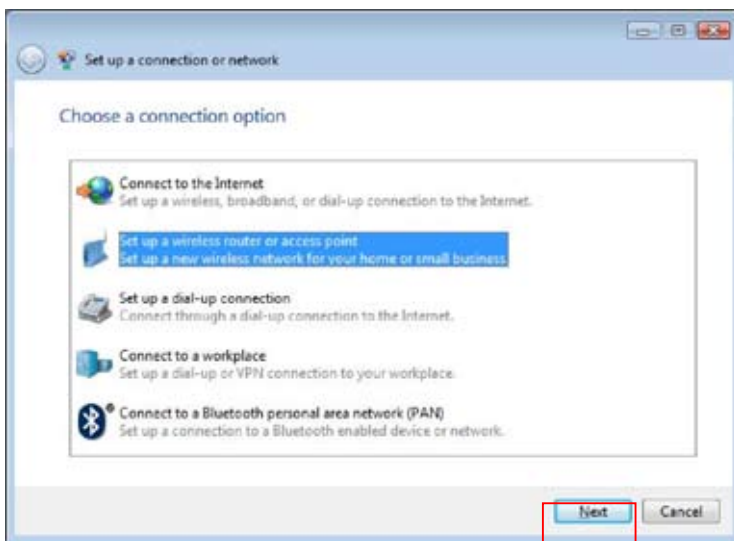 Set up a connection or network
Choose a connection option
Connect to the Internet
Set up a wireless, broadband, or dial-up connection to the Internet.
Set up a wireless router or access point
Set up a new wireless network for your home or small business.
Set up a dial-up connection
Connect through a dial-up connection to the Internet.
Connect to a workplace
Set up a dial-up or VPN connection to your workplace.
Connect to a Bluetooth personal area network (PAN)
Set up a connection to a Bluetooth enabled device or network.
Next
Cancel